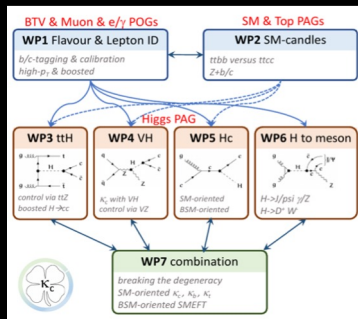 BTV & Muon & e/γ POGs
SM & Top PAGs
WP1 Flavour & Lepton ID
b/c-tagging & calibration
high-pT & boosted
WP2 SM-candles
ttbb versus ttcc
Z+b/c
Higgs PAG
WP3 ttH
control via ttZ
boosted H->cc
WP4 VH
κc with VH
control via VZ
WP5 Hc
SM-oriented
BSM-oriented
WP6 H to meson
H->J/psi γ/Z
H->D* W
WP7 combination
breaking the degeneracy
SM-oriented κc, κb, κt
BSM-oriented SMEFT
κc